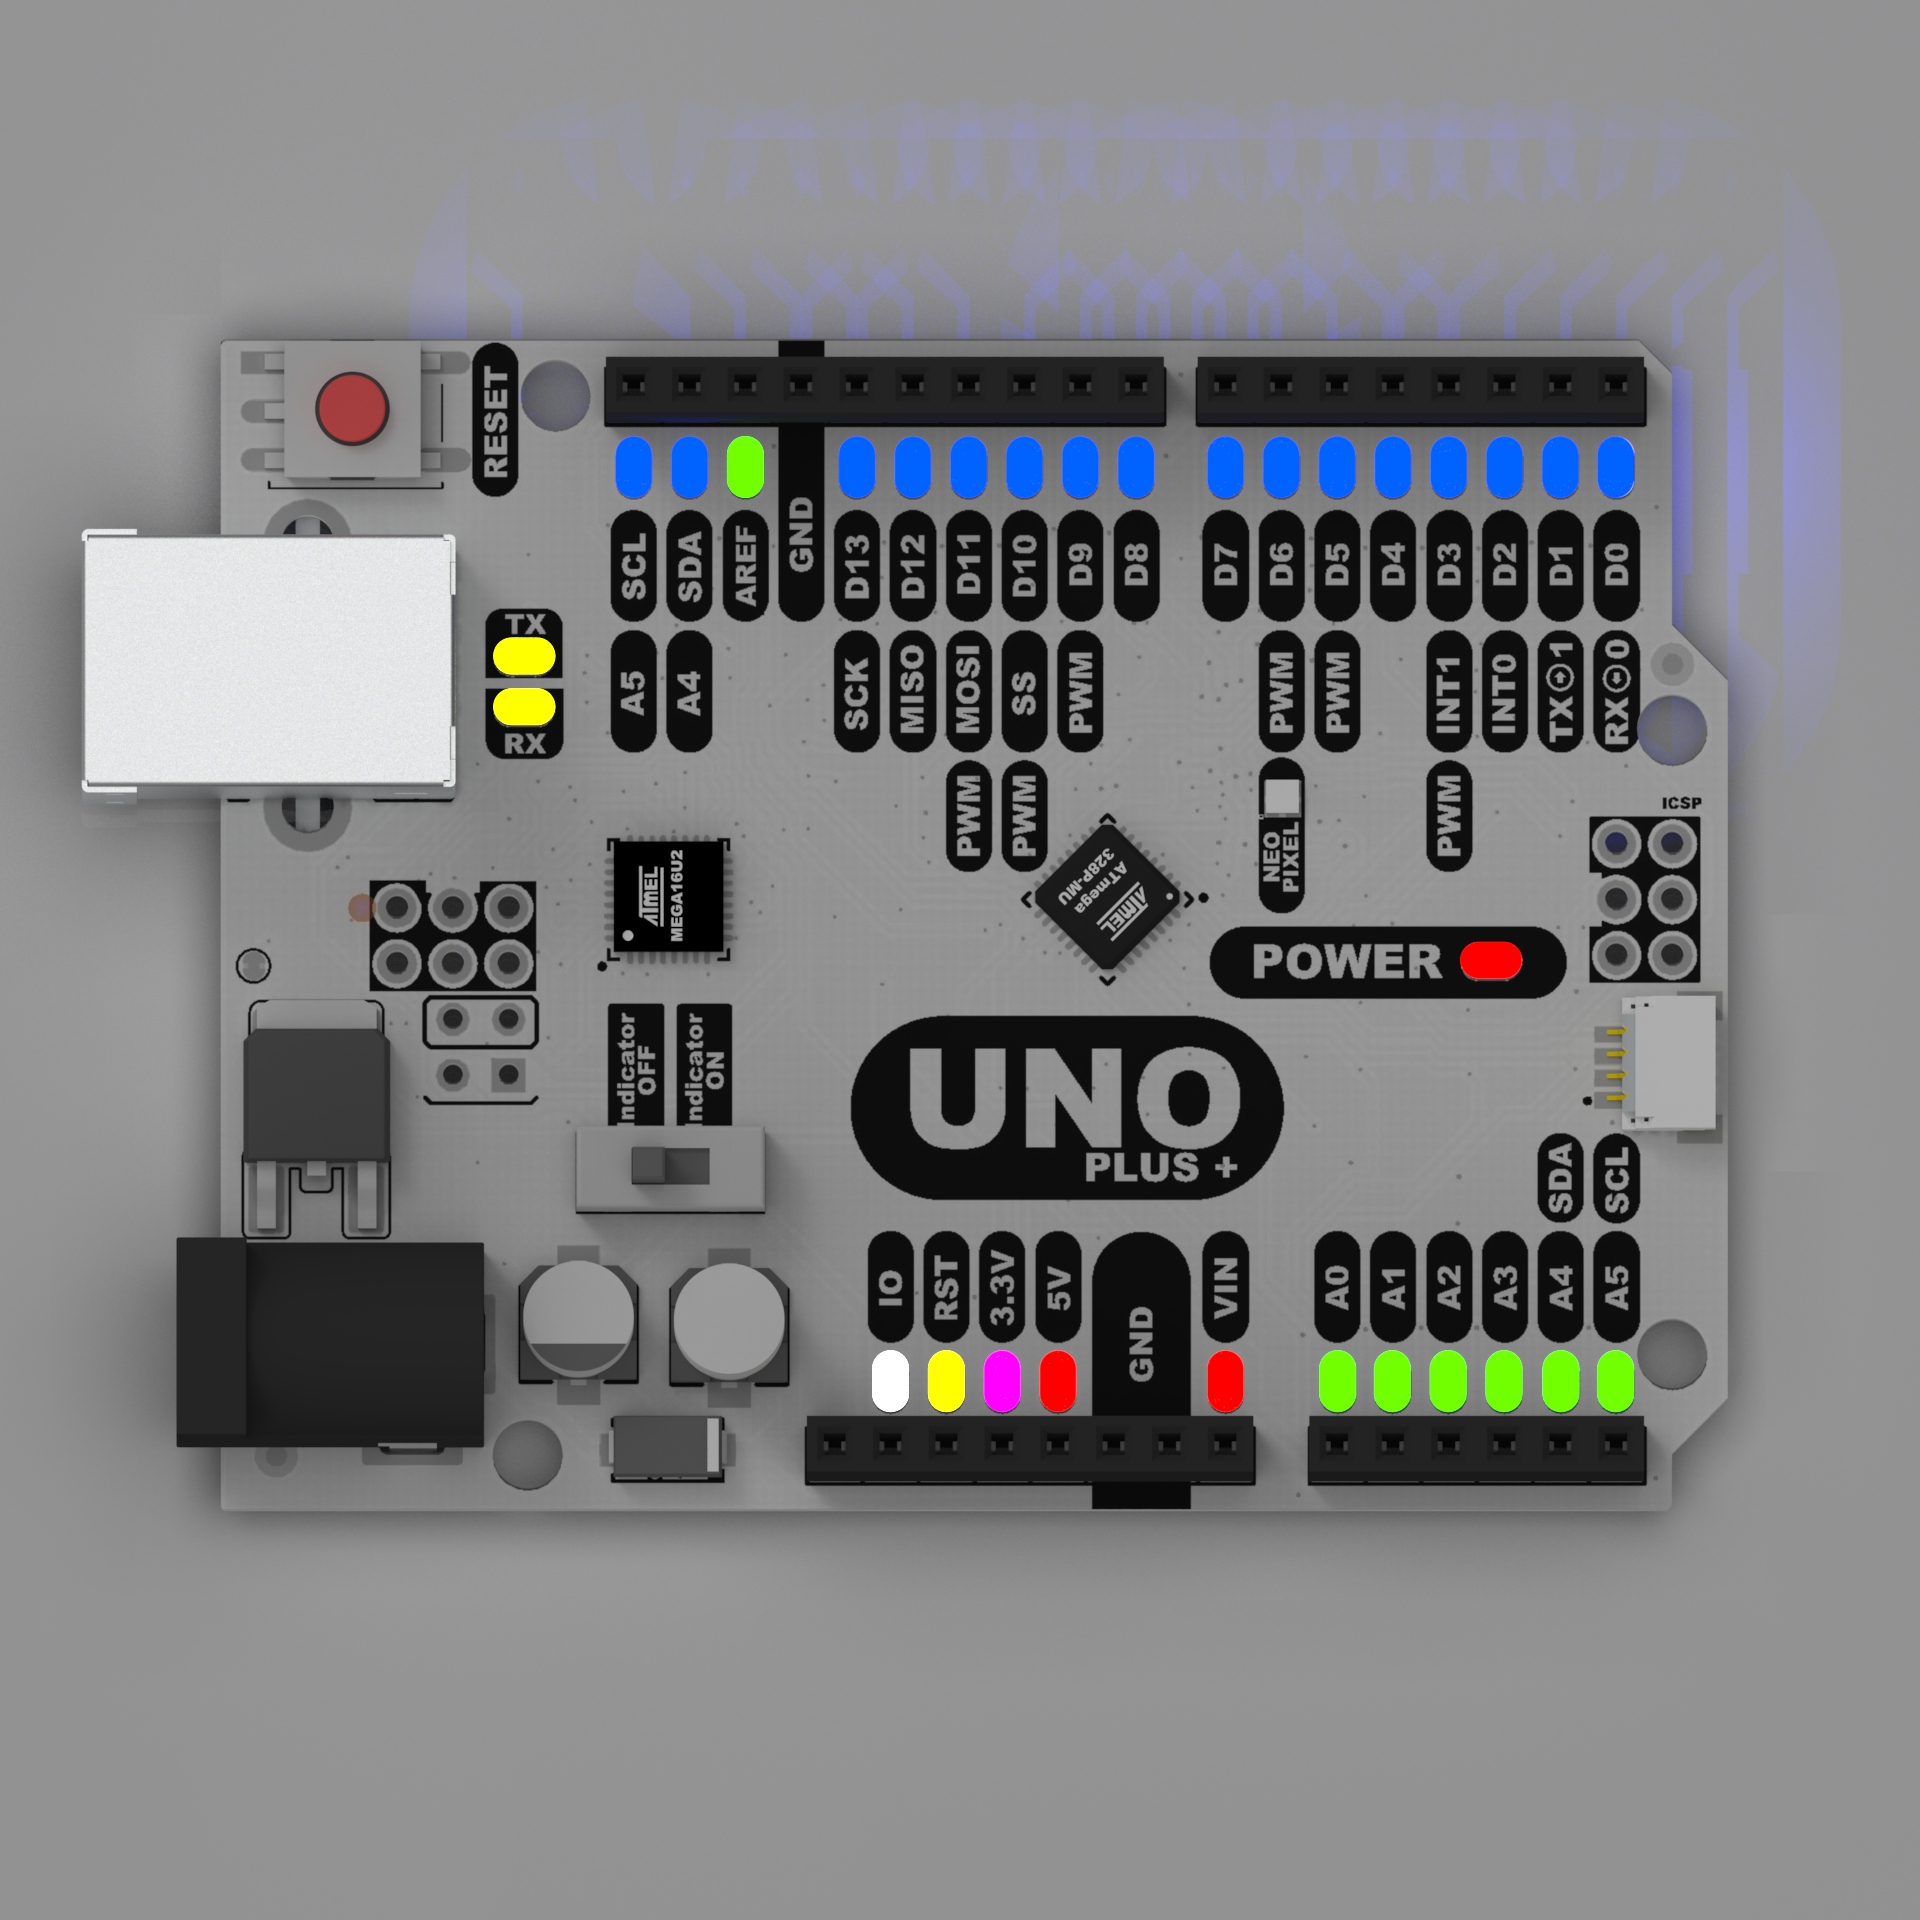 RESET
SCL
SDA
AREF
GND
D13
D12
D11
D10
D9
D8
D7
D6
D5
D4
D3
D2
D1
D0
TX
RX
A5
A4
SCK
MISO
MOSI
SS
PWM
PWM
PWM
INT1
INT0
TX 1
RX 0
PWM
PWM
NEO
PIXEL
PWM
ICSP
ATMEL
MEGA16U2
ATMEL
ATmega
328P-MU
POWER
Indicator
OFF
Indicator
ON
UNO
PLUS +
SDA
SCL
IO
RST
3.3V
5V
GND
VIN
A0
A1
A2
A3
A4
A5